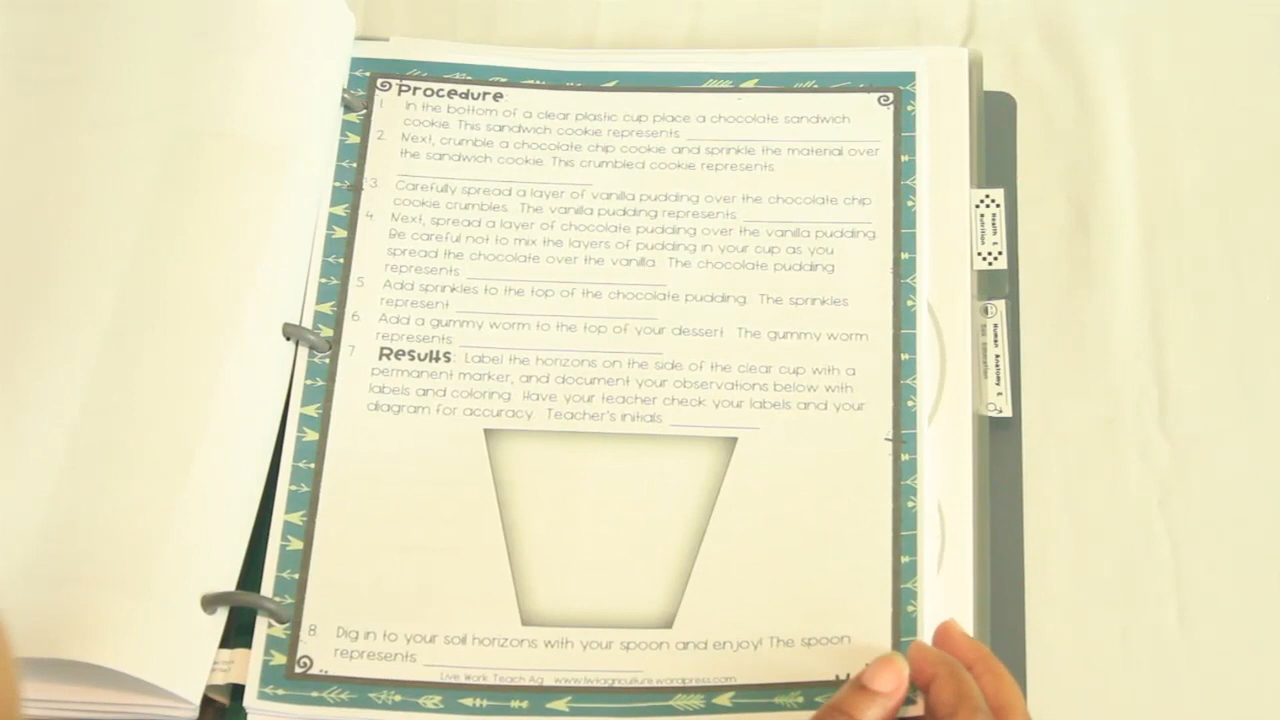 Procedure:
1. In the bottom of a clear plastic cup place a chocolate sandwich
cookie. This sandwich cookie represents
2. Next, crumble a chocolate chip cookie and sprinkle the material over
the sandwich cookie. This crumbled cookie represents
3. Carefully spread a layer of vanilla pudding over the chocolate chip
cookie crumbles. The vanilla pudding represents
4. Next, spread a layer of chocolate pudding over the vanilla pudding.
Be careful not to mix the layers of pudding in your cup as you
spread the chocolate over the vanilla. The chocolate pudding
represents
5. Add sprinkles to the top of the chocolate pudding. The sprinkles
represent
6. Add a gummy worm to the top of your dessert. The gummy worm
represents
7. Results: Label the horizons on the side of the clear cup with a
permanent marker, and document your observations below with
labels and coloring. Have your teacher check your labels and your
diagram for accuracy. Teacher's initials
8. Dig in to your soil horizons with your spoon and enjoy! The spoon
represents
Live Work Teach Ag
Health &
Nutrition
Human Anatomy &
Sex Education